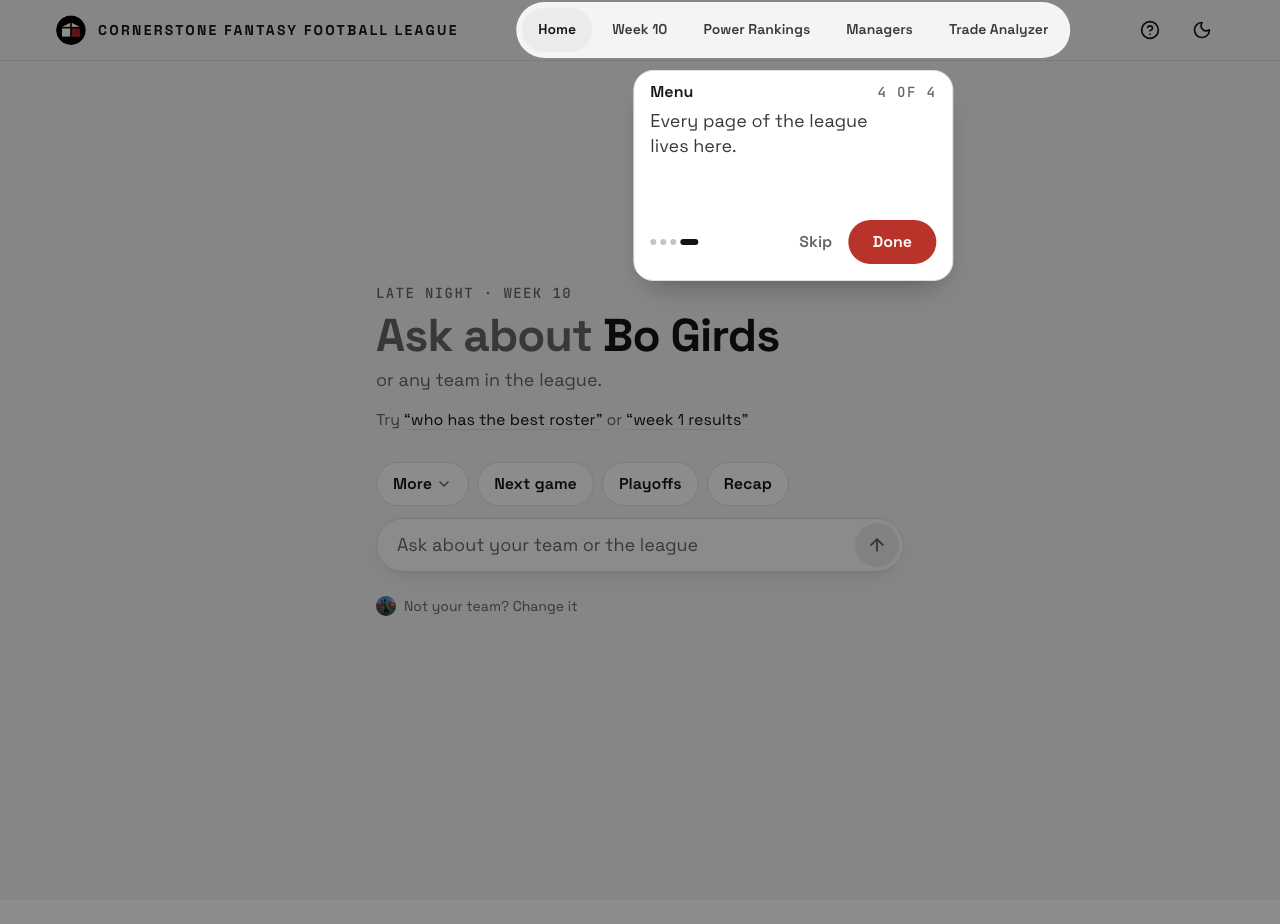 CORNERSTONE FANTASY FOOTBALL LEAGUE
Home
Week 10
Power Rankings
Managers
Trade Analyzer
Menu
4 OF 4
Every page of the league
lives here.
Skip
Done
LATE NIGHT · WEEK 10
Ask about Bo Girds
or any team in the league.
Try “who has the best roster” or “week 1 results”
More
Next game
Playoffs
Recap
Ask about your team or the league
Not your team? Change it